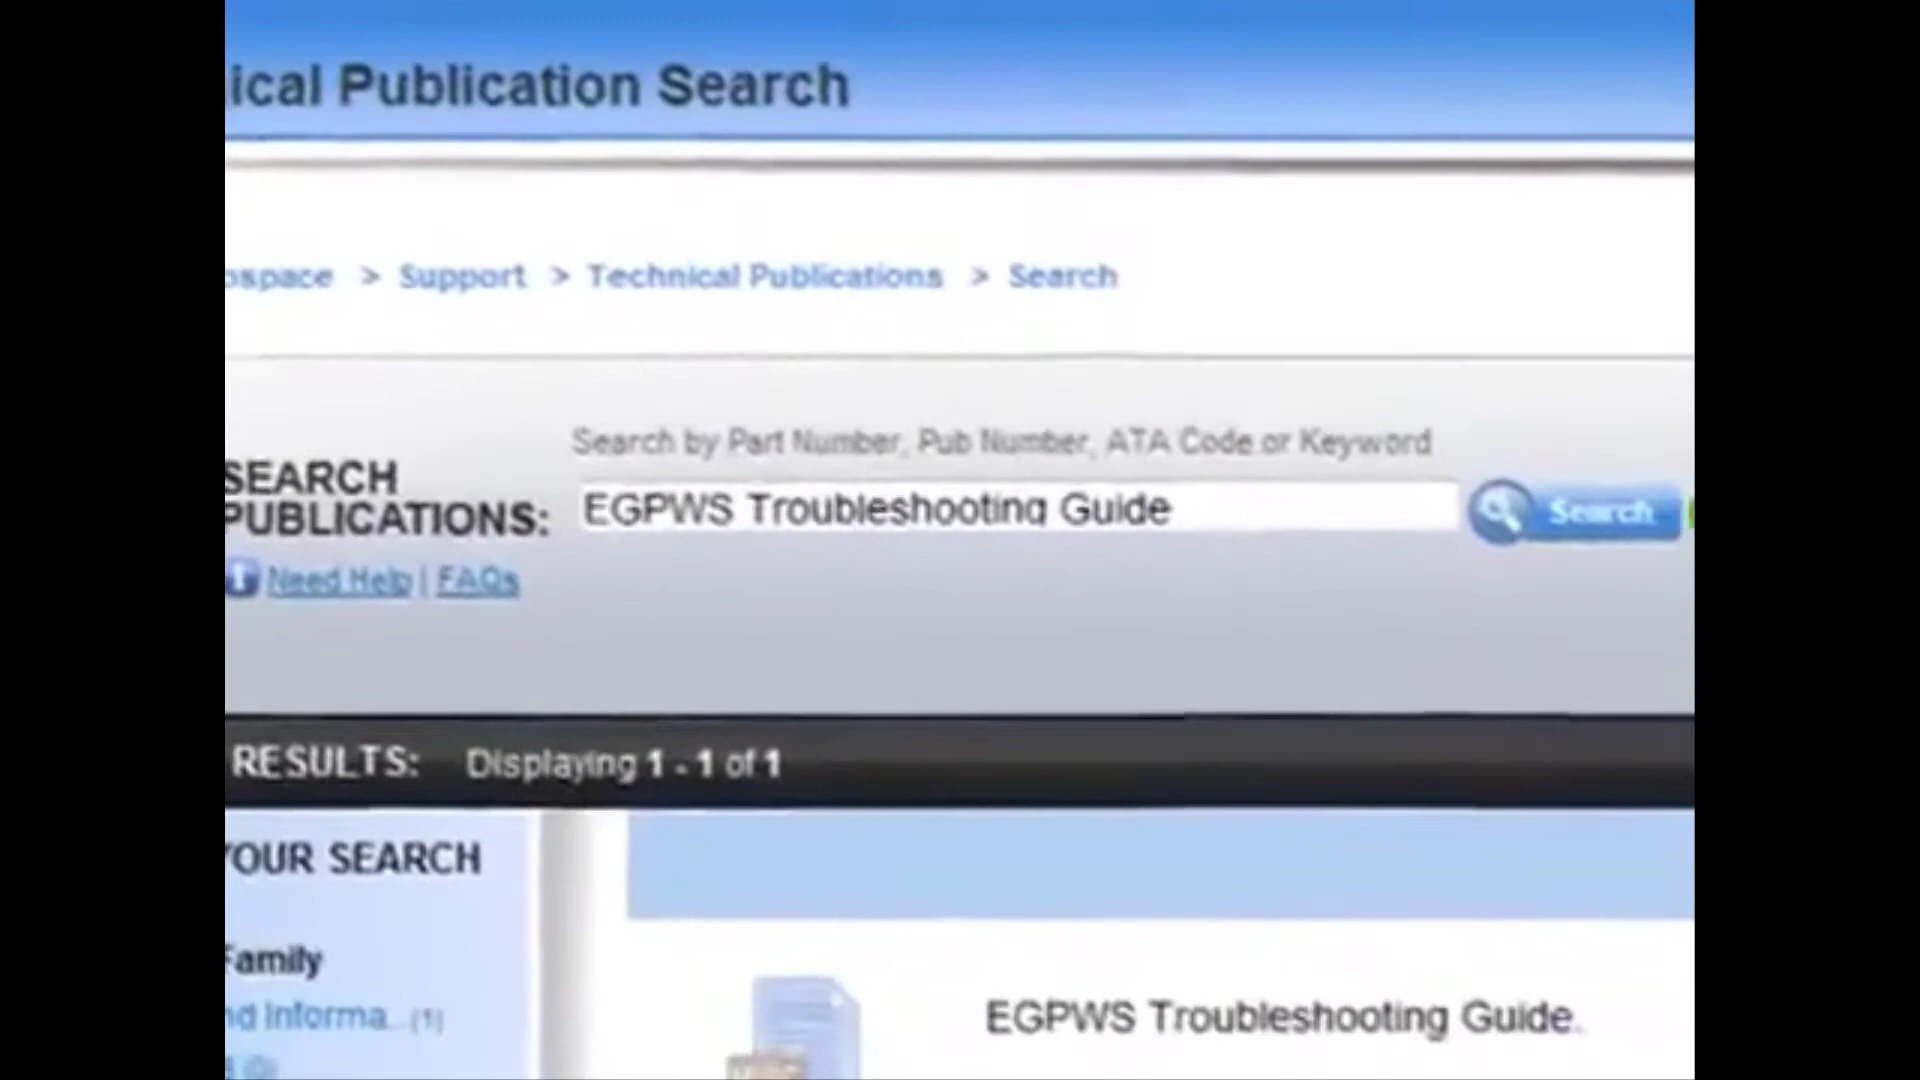 ical Publication Search
ospace > Support > Technical Publications > Search
Search by Part Number, Pub Number, ATA Code or Keyword
SEARCH
PUBLICATIONS:
EGPWS Troubleshooting Guide
Search
Need Help | FAQs
RESULTS: Displaying 1 - 1 of 1
YOUR SEARCH
Family
nd Informa... (1)
EGPWS Troubleshooting Guide.